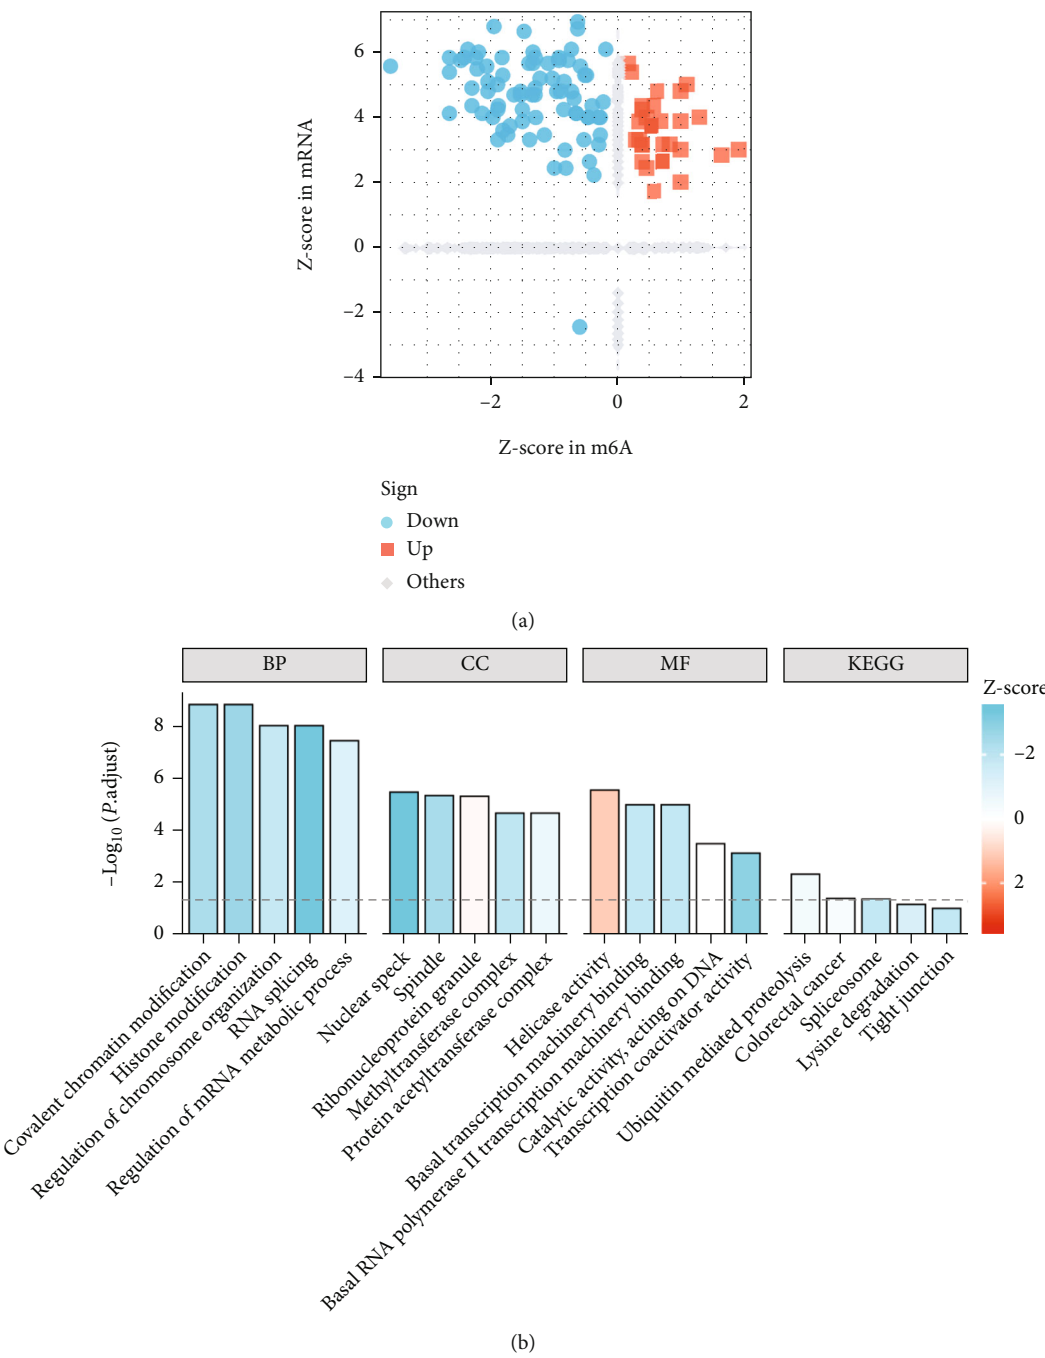 6
4
2
0
−2
−4
Z-score in mRNA
−2 0 2
Z-score in m6A
Sign
Down
Up
Others
(a)
BP CC MF KEGG
Z-score
−2
0
2
−Log10 (P.adjust)
8
6
4
2
0
Covalent chromatin modification
Histone modification
Regulation of chromosome organization
RNA splicing
Regulation of mRNA metabolic process
Nuclear speck
Spindle
Ribonucleoprotein granule
Methyltransferase complex
Protein acetyltransferase complex
Helicase activity
Basal transcription machinery binding
Basal RNA polymerase II transcription machinery binding
Catalytic activity, acting on DNA
Transcription coactivator activity
Ubiquitin mediated proteolysis
Colorectal cancer
Spliceosome
Lysine degradation
Tight junction
(b)